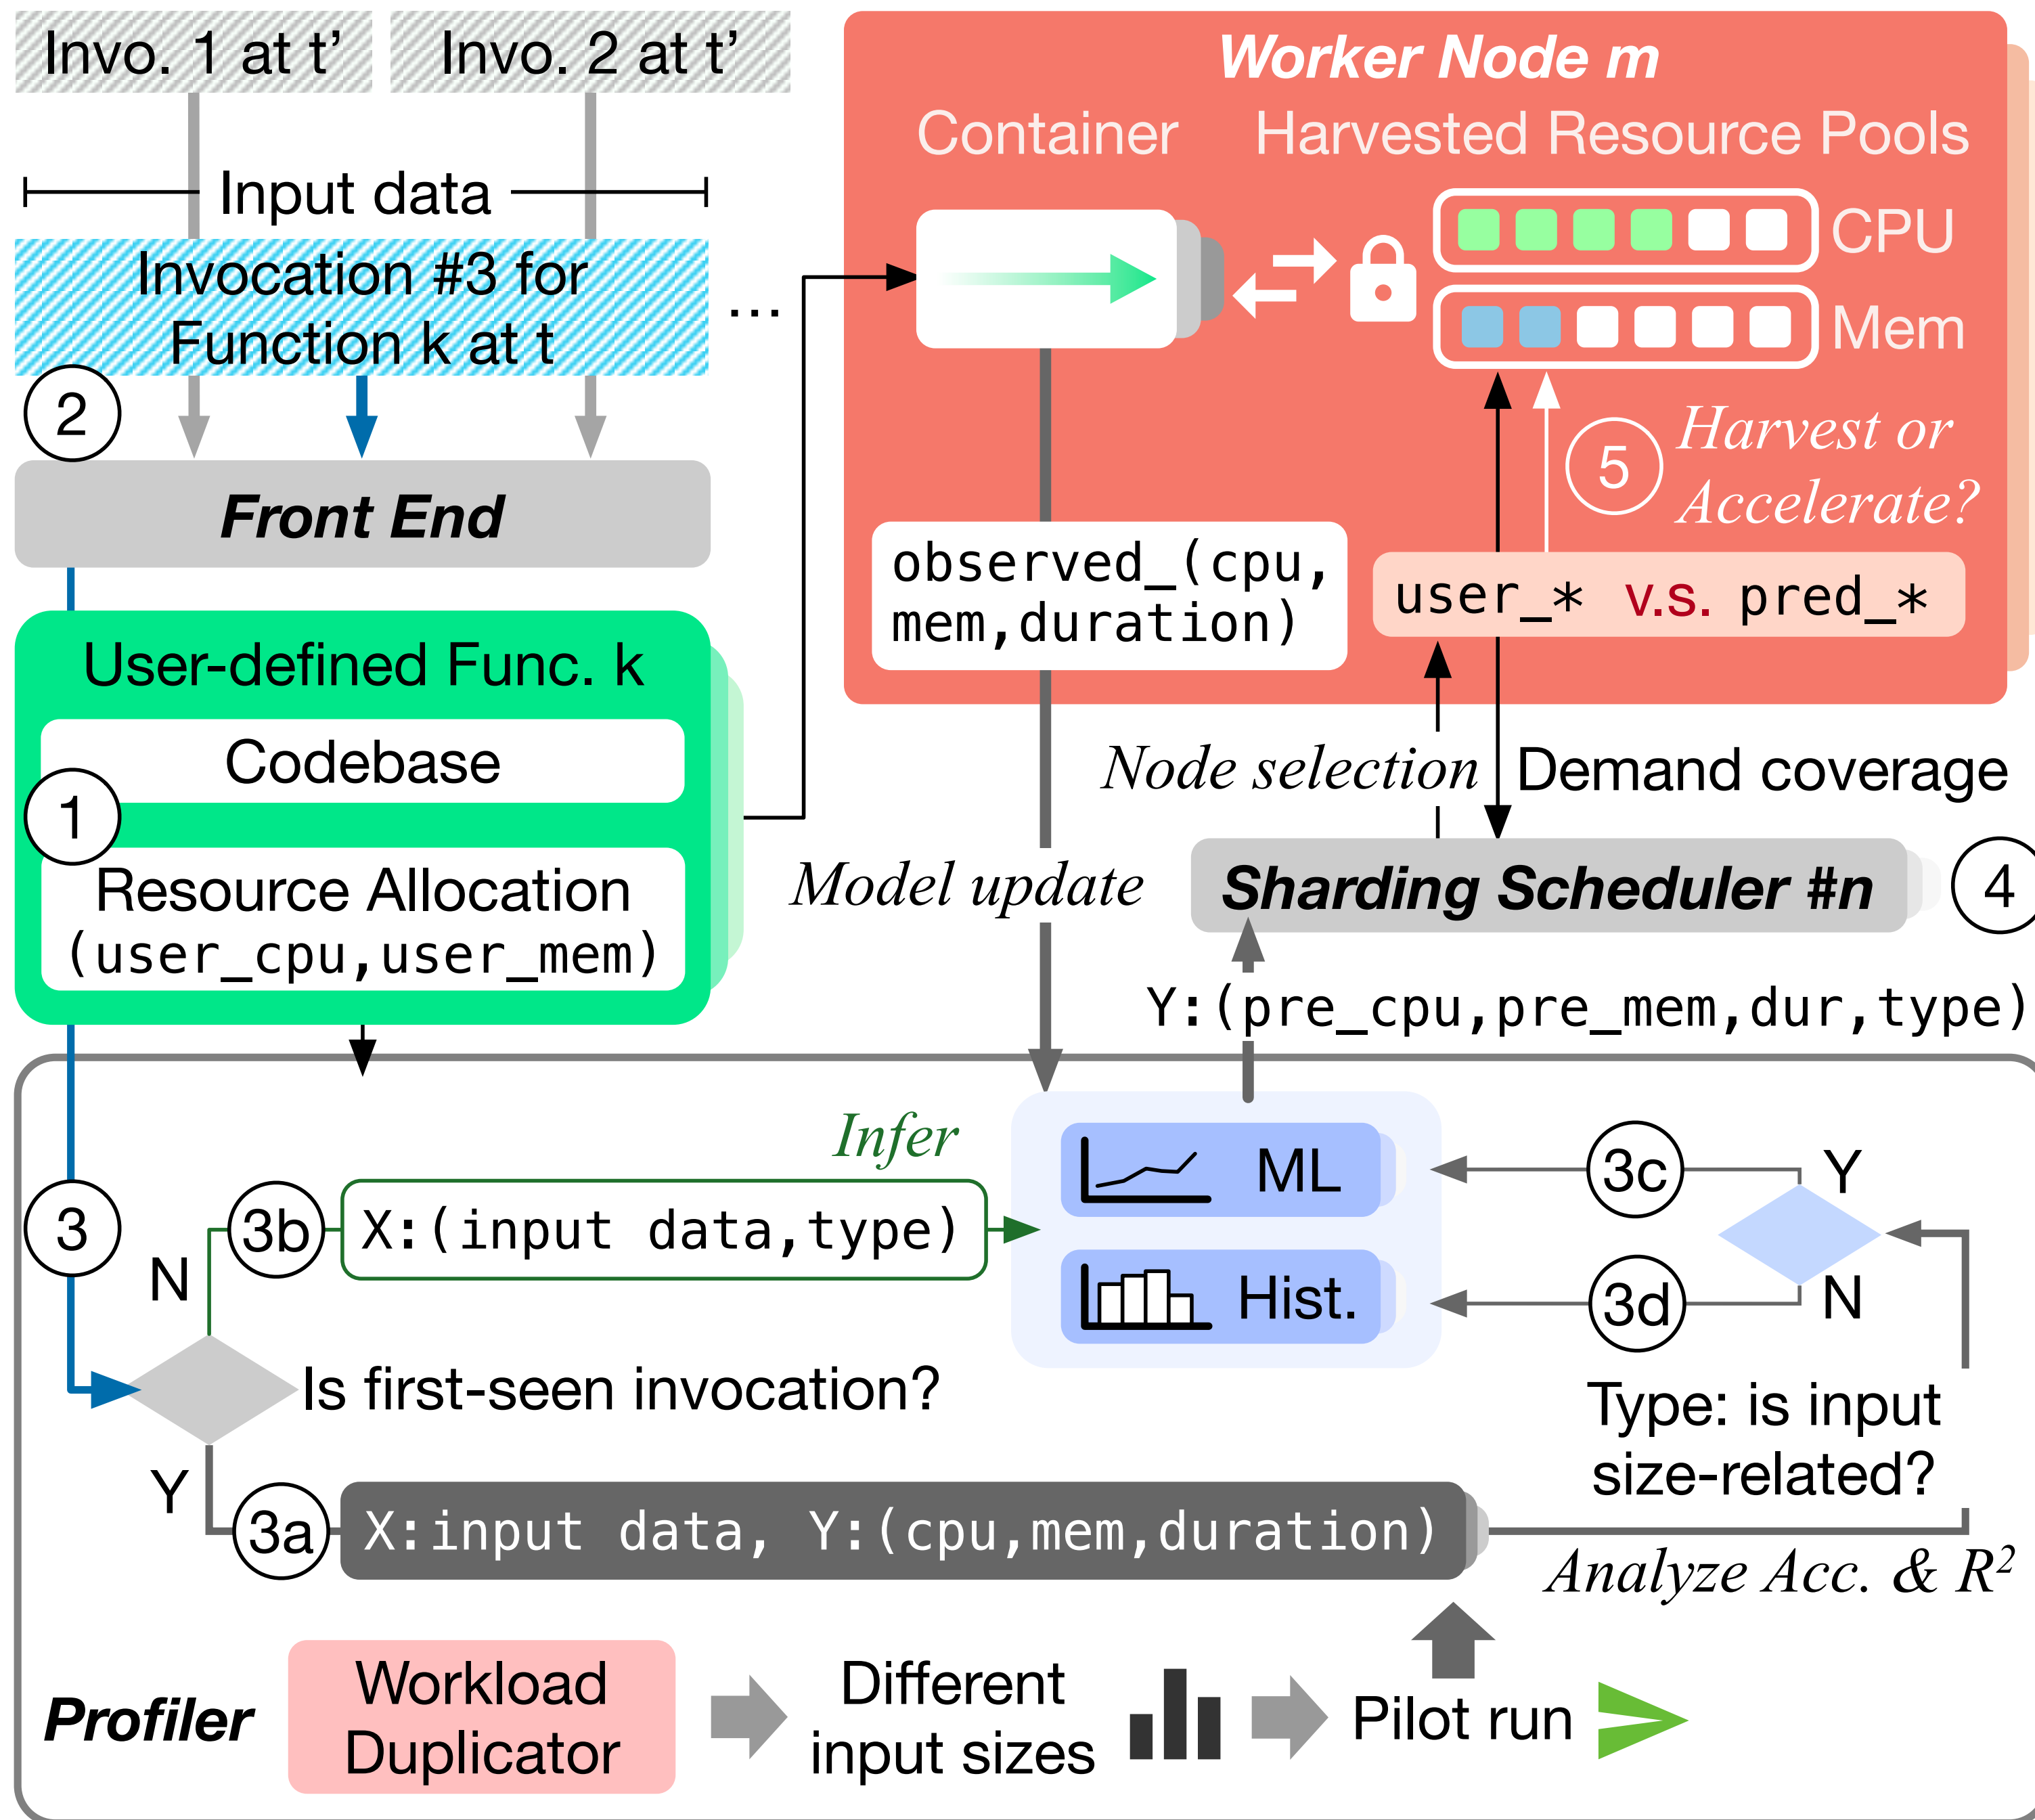 Invo. 1 at t’
Invo. 2 at t’
Input data
Invocation #3 for
Function k at t
...
2
Front End
User-defined Func. k
Codebase
1
Resource Allocation
(user_cpu,user_mem)
Worker Node m
Container
Harvested Resource Pools
CPU
Mem
5
Harvest or
Accelerate?
observed_(cpu,
mem,duration)
user_* v.s. pred_*
Node selection
Demand coverage
Model update
Sharding Scheduler #n
4
Y:(pre_cpu,pre_mem,dur,type)
Infer
3
N
3b
X:(input data,type)
ML
Hist.
3c
Y
3d
N
Is first-seen invocation?
Type: is input
size-related?
Y
3a
X:input data, Y:(cpu,mem,duration)
Analyze Acc. & R²
Profiler
Workload
Duplicator
Different
input sizes
Pilot run